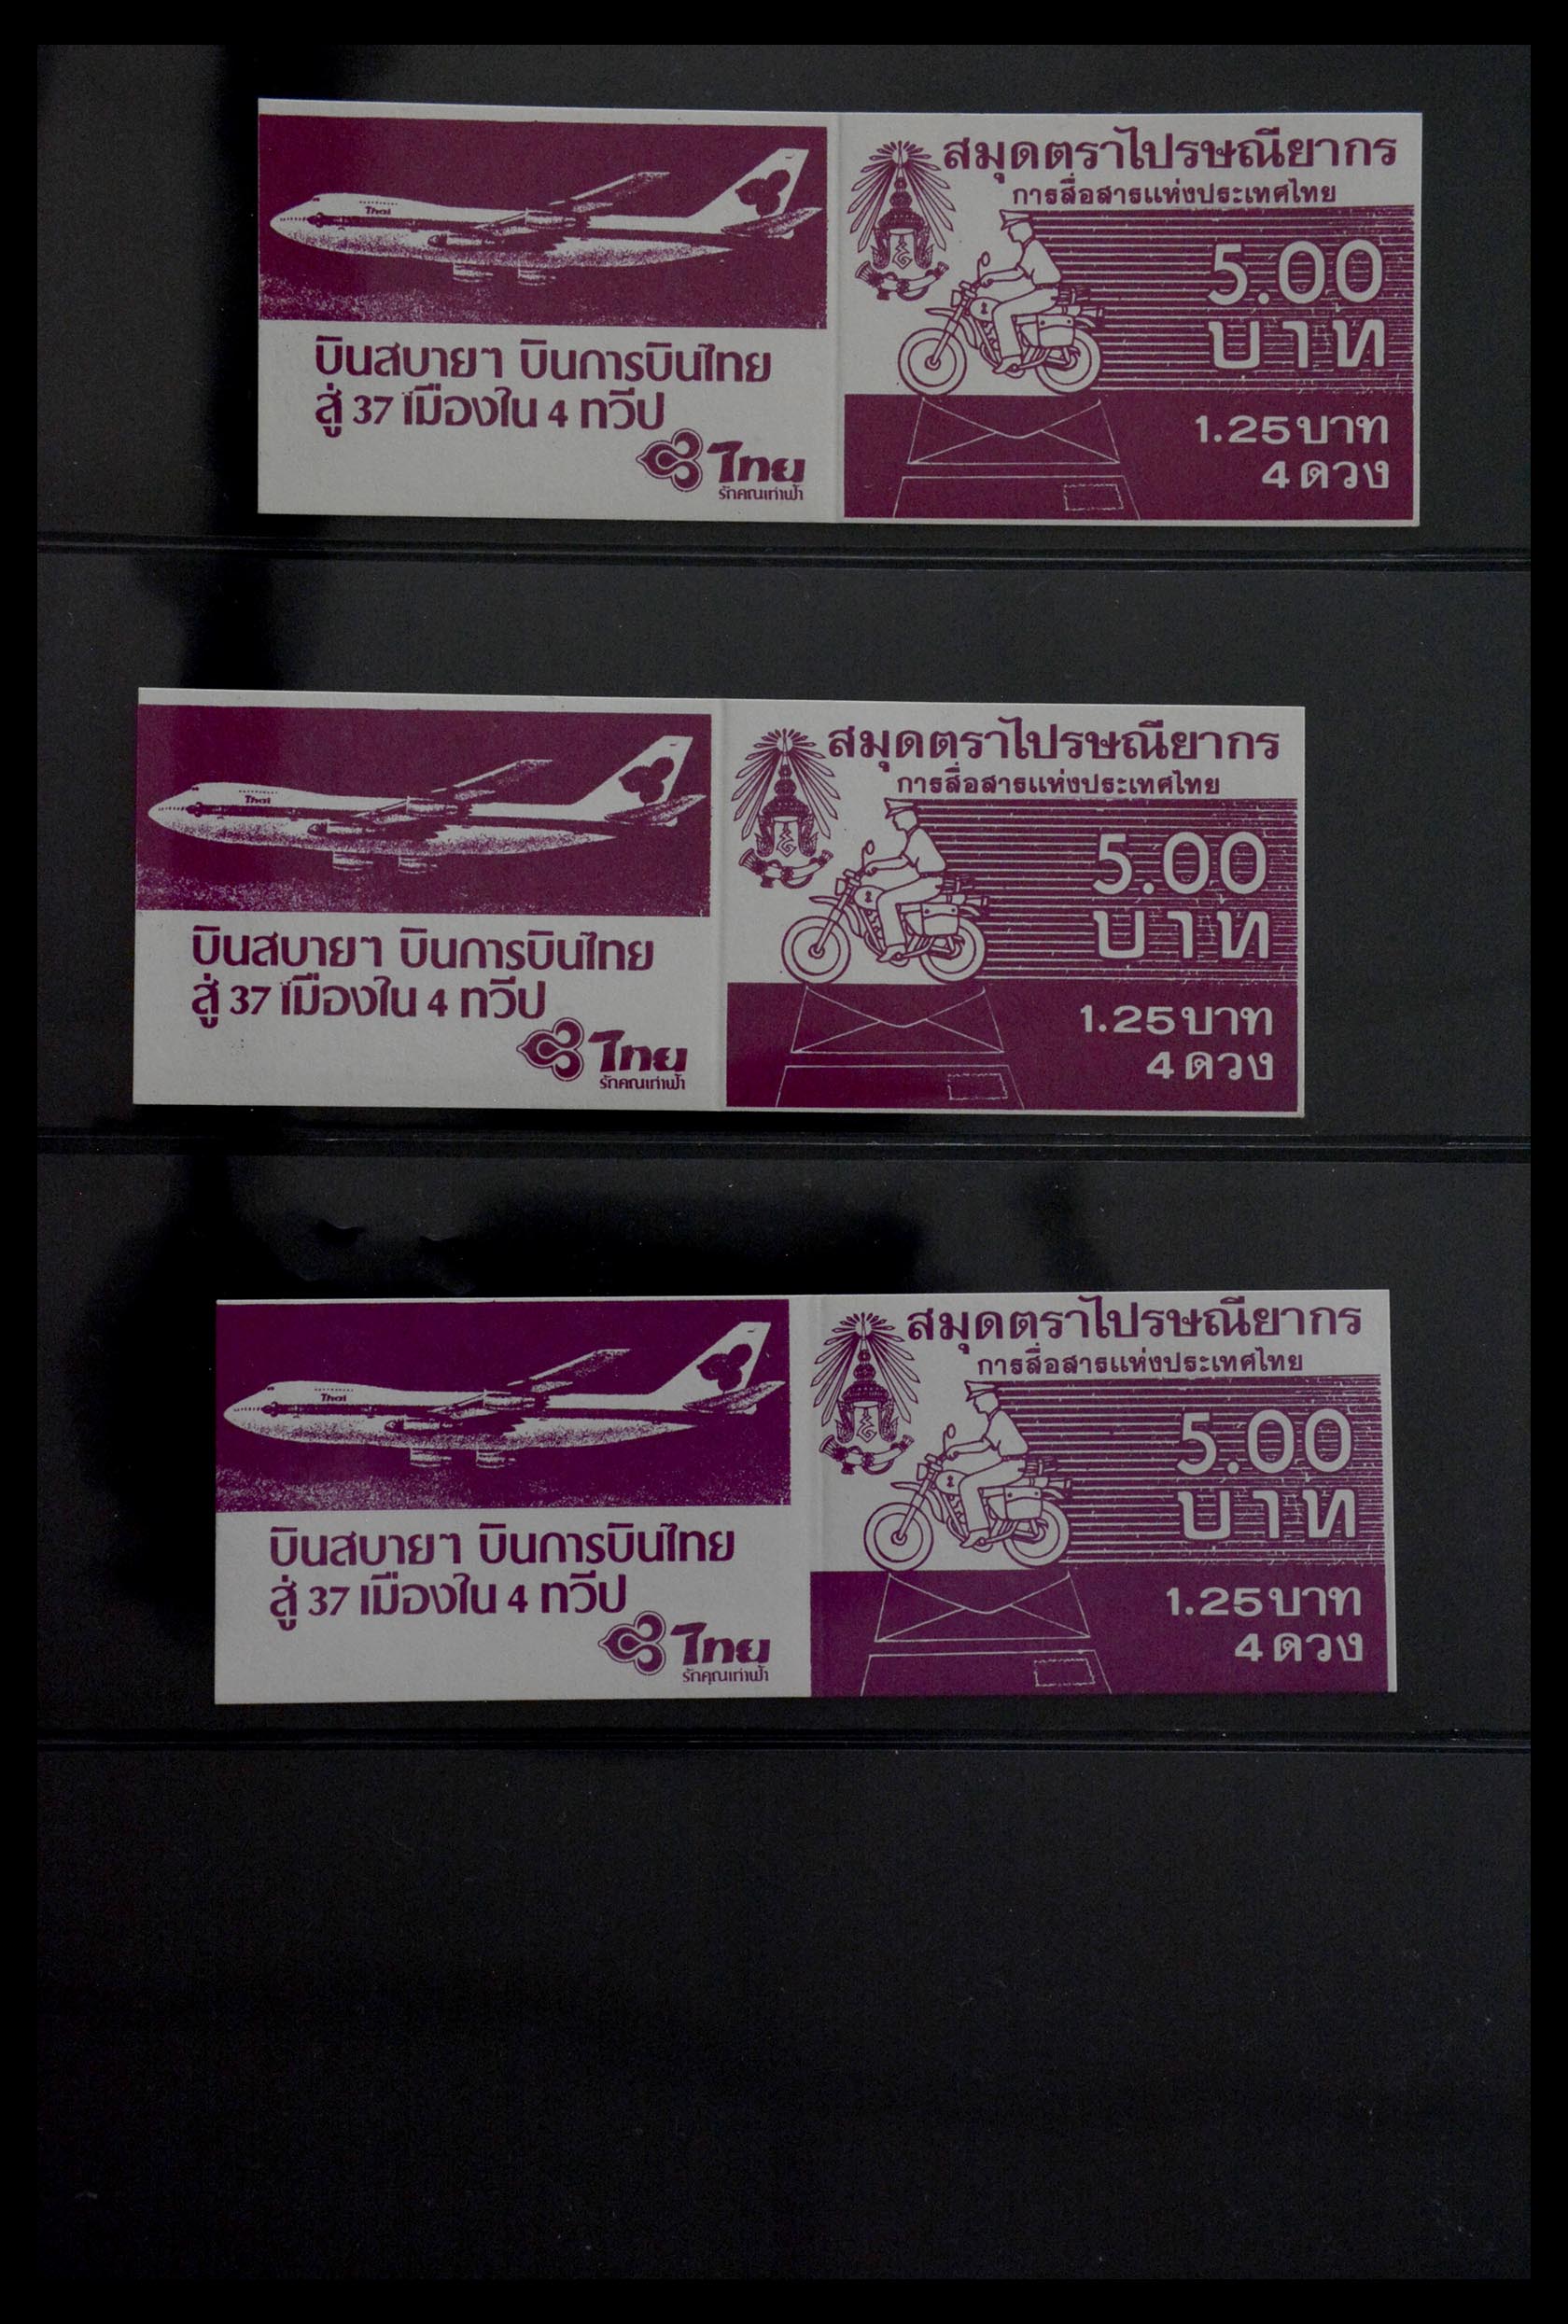 Thai
บินสบายๆ บินการบินไทย
สู่ 37 เมืองใน 4 ทวีป
ไทย
รักคุณเท่าฟ้า
สมุดตราไปรษณียากร
การสื่อสารแห่งประเทศไทย
5.00
บาท
1.25 บาท
4 ดวง
Thai
บินสบายๆ บินการบินไทย
สู่ 37 เมืองใน 4 ทวีป
ไทย
รักคุณเท่าฟ้า
สมุดตราไปรษณียากร
การสื่อสารแห่งประเทศไทย
5.00
บาท
1.25 บาท
4 ดวง
Thai
บินสบายๆ บินการบินไทย
สู่ 37 เมืองใน 4 ทวีป
ไทย
รักคุณเท่าฟ้า
สมุดตราไปรษณียากร
การสื่อสารแห่งประเทศไทย
5.00
บาท
1.25 บาท
4 ดวง